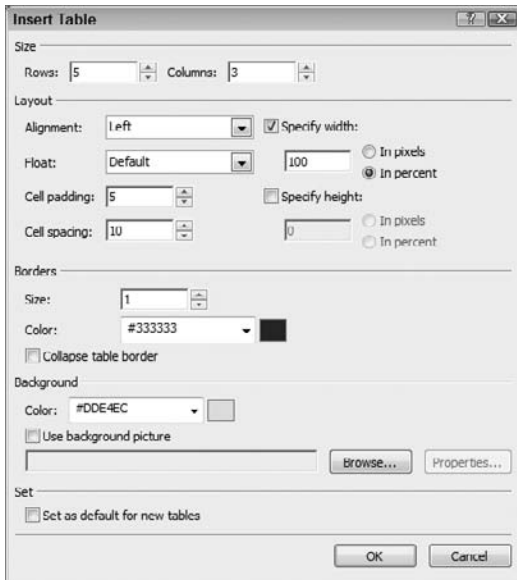 Insert Table
Size
Rows: 5 Columns: 3
Layout
Alignment: Left Specify width:
Float: Default 100 In pixels
In percent
Cell padding: 5 Specify height:
Cell spacing: 10 0 In pixels
In percent
Borders
Size: 1
Color: #333333
Collapse table border
Background
Color: #DDE4EC
Use background picture
Browse... Properties...
Set
Set as default for new tables
OK Cancel